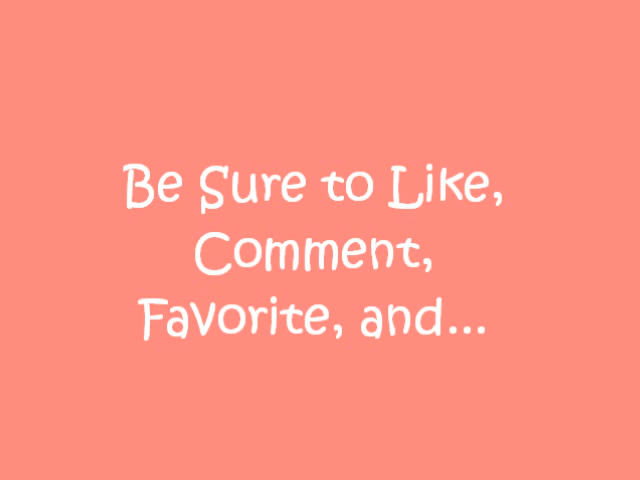 Be Sure to Like,
Comment,
Favorite, and...